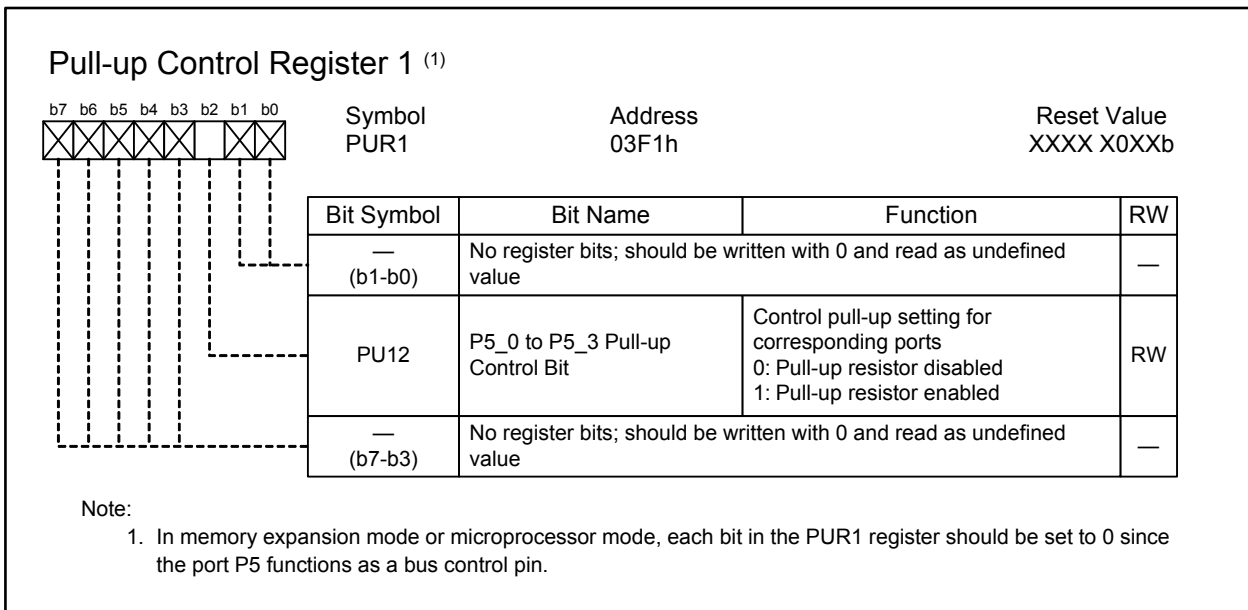 Pull-up Control Register 1 (1)
b7 b6 b5 b4 b3 b2 b1 b0
Symbol Address Reset Value
PUR1 03F1h XXXX X0XXb
Bit Symbol Bit Name Function RW
—
(b1-b0)
No register bits; should be written with 0 and read as undefined
value
—
PU12
P5_0 to P5_3 Pull-up
Control Bit
Control pull-up setting for
corresponding ports
0: Pull-up resistor disabled
1: Pull-up resistor enabled
RW
—
(b7-b3)
No register bits; should be written with 0 and read as undefined
value
—
Note:
1. In memory expansion mode or microprocessor mode, each bit in the PUR1 register should be set to 0 since
the port P5 functions as a bus control pin.